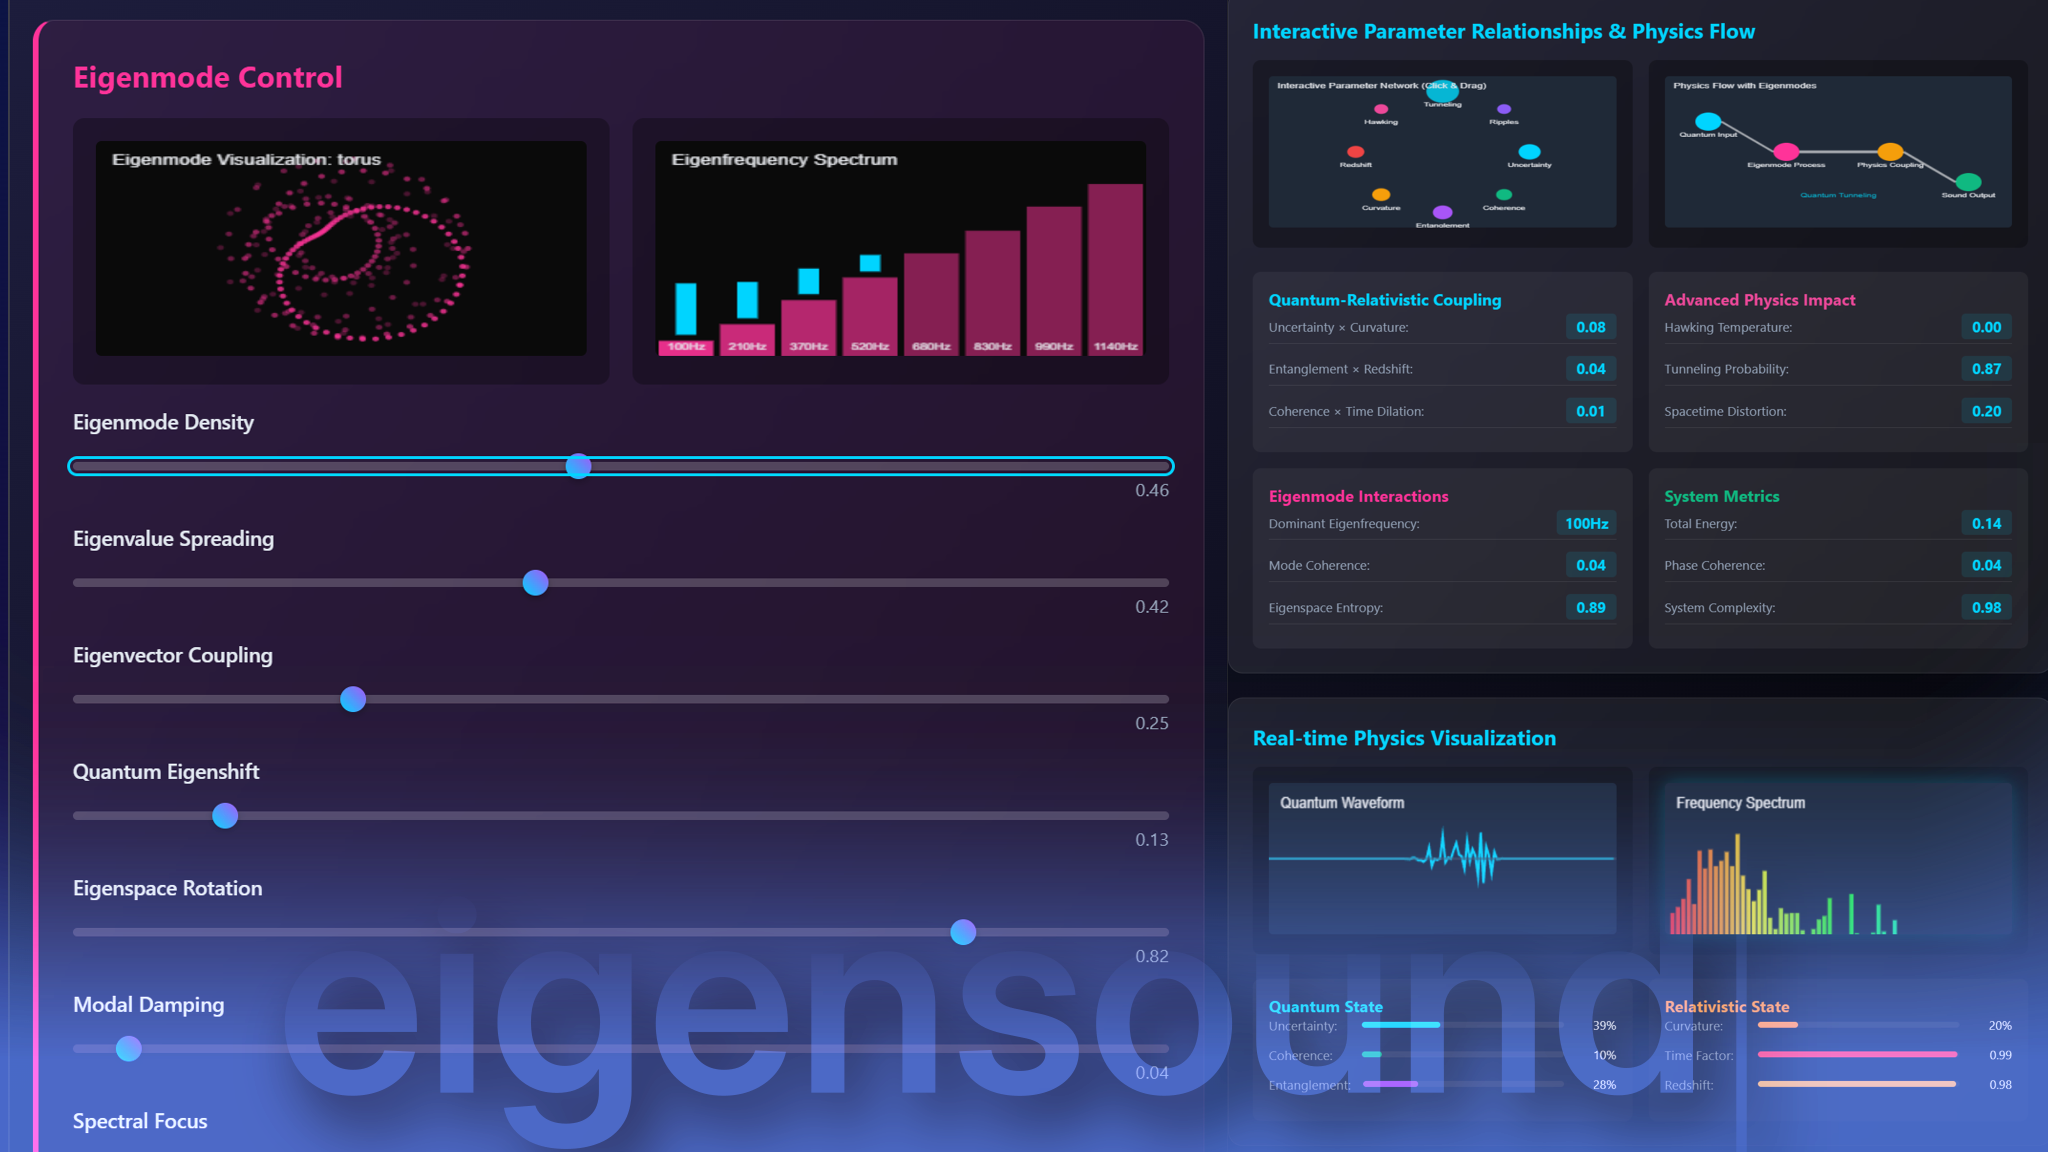 Eigenmode Control
Eigenmode Visualization: torus
Eigenfrequency Spectrum
100Hz 210Hz 370Hz 520Hz 680Hz 830Hz 990Hz 1140Hz
Eigenmode Density
0.46
Eigenvalue Spreading
0.42
Eigenvector Coupling
0.25
Quantum Eigenshift
0.13
Eigenspace Rotation
0.82
Modal Damping
0.04
Spectral Focus
Interactive Parameter Relationships & Physics Flow
Interactive Parameter Network (Click & Drag)
Tunneling
Hawking
Ripples
Redshift
Uncertainty
Curvature
Coherence
Entanglement
Physics Flow with Eigenmodes
Quantum Input
Eigenmode Process
Physics Coupling
Quantum Tunneling
Sound Output
Quantum-Relativistic Coupling
Uncertainty × Curvature: 0.08
Entanglement × Redshift: 0.04
Coherence × Time Dilation: 0.01
Advanced Physics Impact
Hawking Temperature: 0.00
Tunneling Probability: 0.87
Spacetime Distortion: 0.20
Eigenmode Interactions
Dominant Eigenfrequency: 100Hz
Mode Coherence: 0.04
Eigenspace Entropy: 0.89
System Metrics
Total Energy: 0.14
Phase Coherence: 0.04
System Complexity: 0.98
Real-time Physics Visualization
Quantum Waveform
Frequency Spectrum
Quantum State
Uncertainty: 39%
Coherence: 10%
Entanglement: 28%
Relativistic State
Curvature: 20%
Time Factor: 0.99
Redshift: 0.98
eigensound